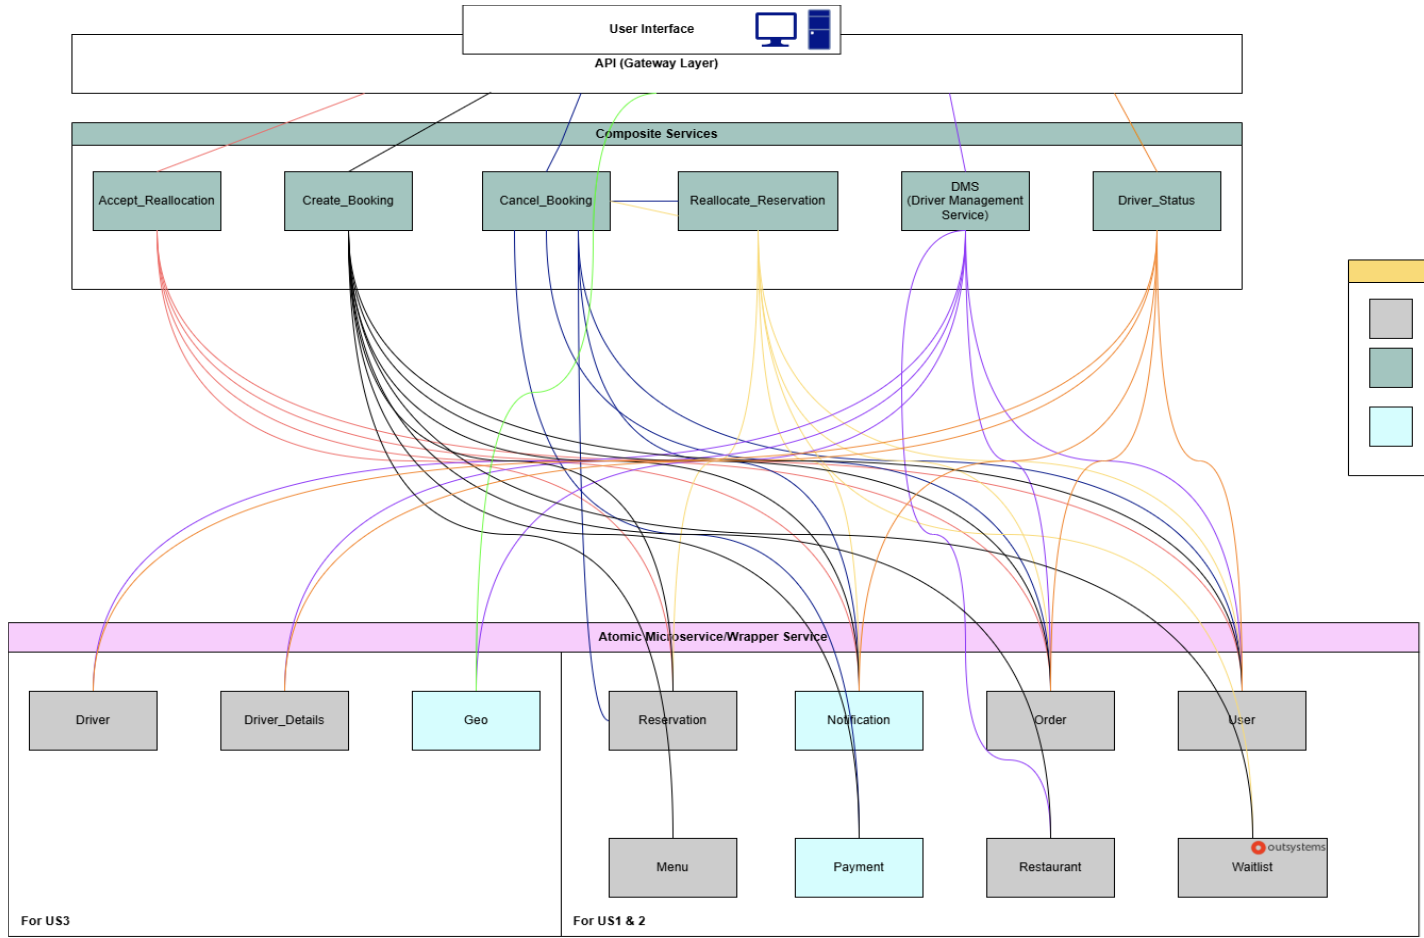 User Interface
API (Gateway Layer)
Composite Services
Accept_Reallocation
Create_Booking
Cancel_Booking
Reallocate_Reservation
DMS
(Driver Management
Service)
Driver_Status
Atomic Microservice/Wrapper Service
Driver
Driver_Details
Geo
Reservation
Notification
Order
User
Menu
Payment
Restaurant
outsystems
Waitlist
For US3
For US1 & 2